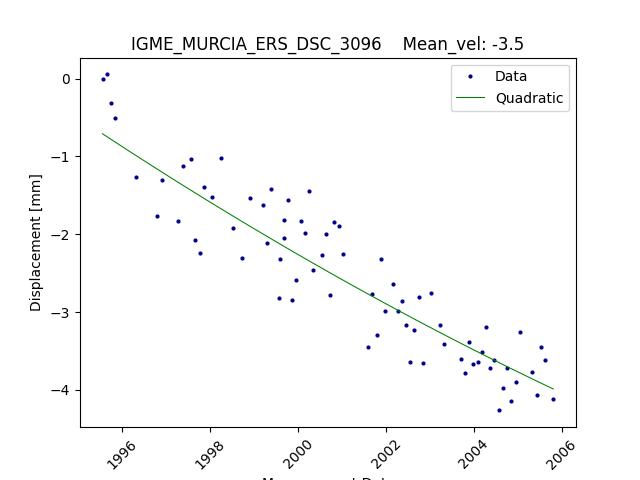 IGME_MURCIA_ERS_DSC_3096    Mean_vel: -3.5
Data
Quadratic
Displacement [mm]
0
−1
−2
−3
−4
1996
1998
2000
2002
2004
2006